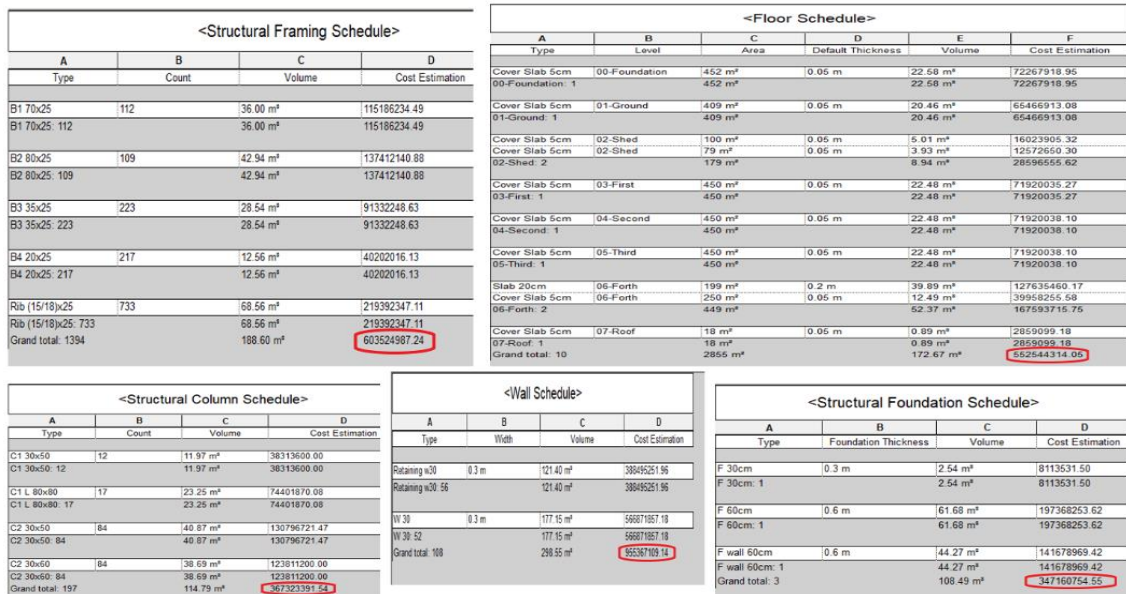 <Structural Framing Schedule>
A B C D
Type Count Volume Cost Estimation
B1 70x25 112 36.00 m³ 115186234.49
B1 70x25: 112 36.00 m³ 115186234.49
B2 80x25 109 42.94 m³ 137412140.88
B2 80x25: 109 42.94 m³ 137412140.88
B3 35x25 223 28.54 m³ 91332248.63
B3 35x25: 223 28.54 m³ 91332248.63
B4 20x25 217 12.56 m³ 40202016.13
B4 20x25: 217 12.56 m³ 40202016.13
Rib (15/18)x25 733 68.56 m³ 219392347.11
Rib (15/18)x25: 733 68.56 m³ 219392347.11
Grand total: 1394 188.60 m³ 603524987.24
<Floor Schedule>
A B C D E F
Type Level Area Default Thickness Volume Cost Estimation
Cover Slab 5cm 00-Foundation 452 m² 0.05 m 22.58 m³ 72267918.95
00-Foundation: 1 452 m² 22.58 m³ 72267918.95
Cover Slab 5cm 01-Ground 409 m² 0.05 m 20.46 m³ 65466913.08
01-Ground: 1 409 m² 20.46 m³ 65466913.08
Cover Slab 5cm 02-Shed 100 m² 0.05 m 5.01 m³ 16023905.32
Cover Slab 5cm 02-Shed 79 m² 0.05 m 3.93 m³ 12572650.30
02-Shed: 2 179 m² 8.94 m³ 28596555.62
Cover Slab 5cm 03-First 450 m² 0.05 m 22.48 m³ 71920035.27
03-First: 1 450 m² 22.48 m³ 71920035.27
Cover Slab 5cm 04-Second 450 m² 0.05 m 22.48 m³ 71920038.10
04-Second: 1 450 m² 22.48 m³ 71920038.10
Cover Slab 5cm 05-Third 450 m² 0.05 m 22.48 m³ 71920038.10
05-Third: 1 450 m² 22.48 m³ 71920038.10
Slab 20cm 06-Forth 199 m² 0.2 m 39.89 m³ 127635460.17
Cover Slab 5cm 06-Forth 250 m² 0.05 m 12.49 m³ 39958255.58
06-Forth: 2 449 m² 52.37 m³ 167593715.75
Cover Slab 5cm 07-Roof 18 m² 0.05 m 0.89 m³ 2859099.18
07-Roof: 1 18 m² 0.89 m³ 2859099.18
Grand total: 10 2855 m² 172.67 m³ 552544314.05
<Structural Column Schedule>
A B C D
Type Count Volume Cost Estimation
C1 30x50 12 11.97 m³ 38313600.00
C1 30x50: 12 11.97 m³ 38313600.00
C1 L 80x80 17 23.25 m³ 74401870.08
C1 L 80x80: 17 23.25 m³ 74401870.08
C2 30x50 84 40.87 m³ 130796721.47
C2 30x50: 84 40.87 m³ 130796721.47
C2 30x60 84 38.69 m³ 123811200.00
C2 30x60: 84 38.69 m³ 123811200.00
Grand total: 197 114.79 m³ 367323391.54
<Wall Schedule>
A B C D
Type Width Volume Cost Estimation
Retaining w30 0.3 m 121.40 m³ 388495251.96
Retaining w30: 56 121.40 m³ 388495251.96
W 30 0.3 m 177.15 m³ 566871857.18
W 30: 52 177.15 m³ 566871857.18
Grand total: 108 298.55 m³ 955367109.14
<Structural Foundation Schedule>
A B C D
Type Foundation Thickness Volume Cost Estimation
F 30cm 0.3 m 2.54 m³ 8113531.50
F 30cm: 1 2.54 m³ 8113531.50
F 60cm 0.6 m 61.68 m³ 197368253.62
F 60cm: 1 61.68 m³ 197368253.62
F wall 60cm 0.6 m 44.27 m³ 141678969.42
F wall 60cm: 1 44.27 m³ 141678969.42
Grand total: 3 108.49 m³ 347160754.55